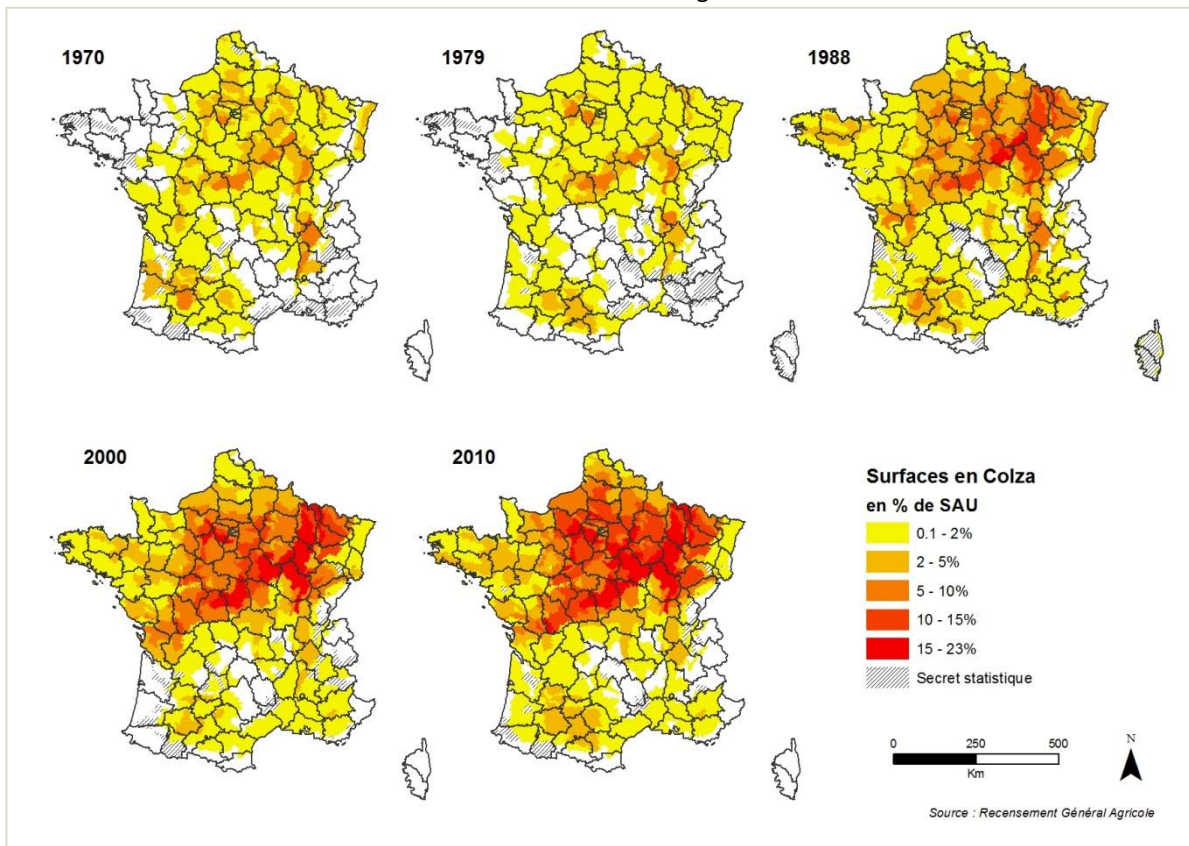 1970
1979
1988
2000
2010
Surfaces en Colza
en % de SAU
0.1 - 2%
2 - 5%
5 - 10%
10 - 15%
15 - 23%
Secret statistique
0 250 500
Km
N
Source : Recensement Général Agricole